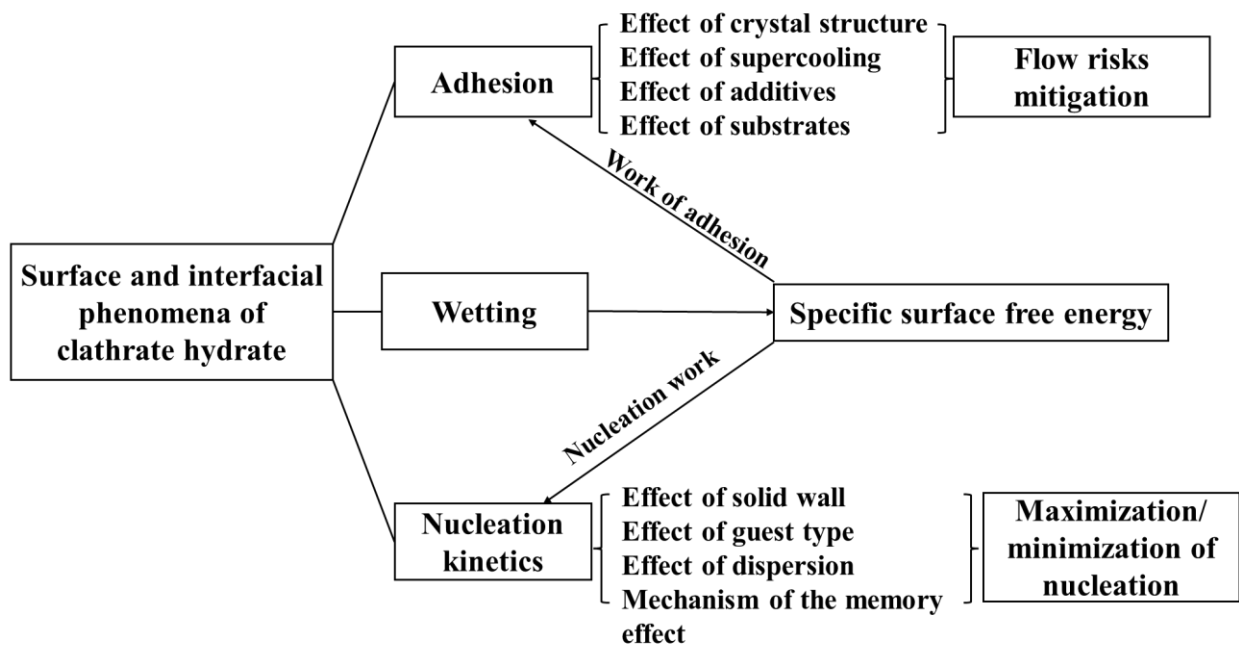 Surface and interfacial
phenomena of
clathrate hydrate
Adhesion
Effect of crystal structure
Effect of supercooling
Effect of additives
Effect of substrates
Flow risks
mitigation
Work of adhesion
Wetting
Specific surface free energy
Nucleation work
Nucleation
kinetics
Effect of solid wall
Effect of guest type
Effect of dispersion
Mechanism of the memory
effect
Maximization/
minimization of
nucleation